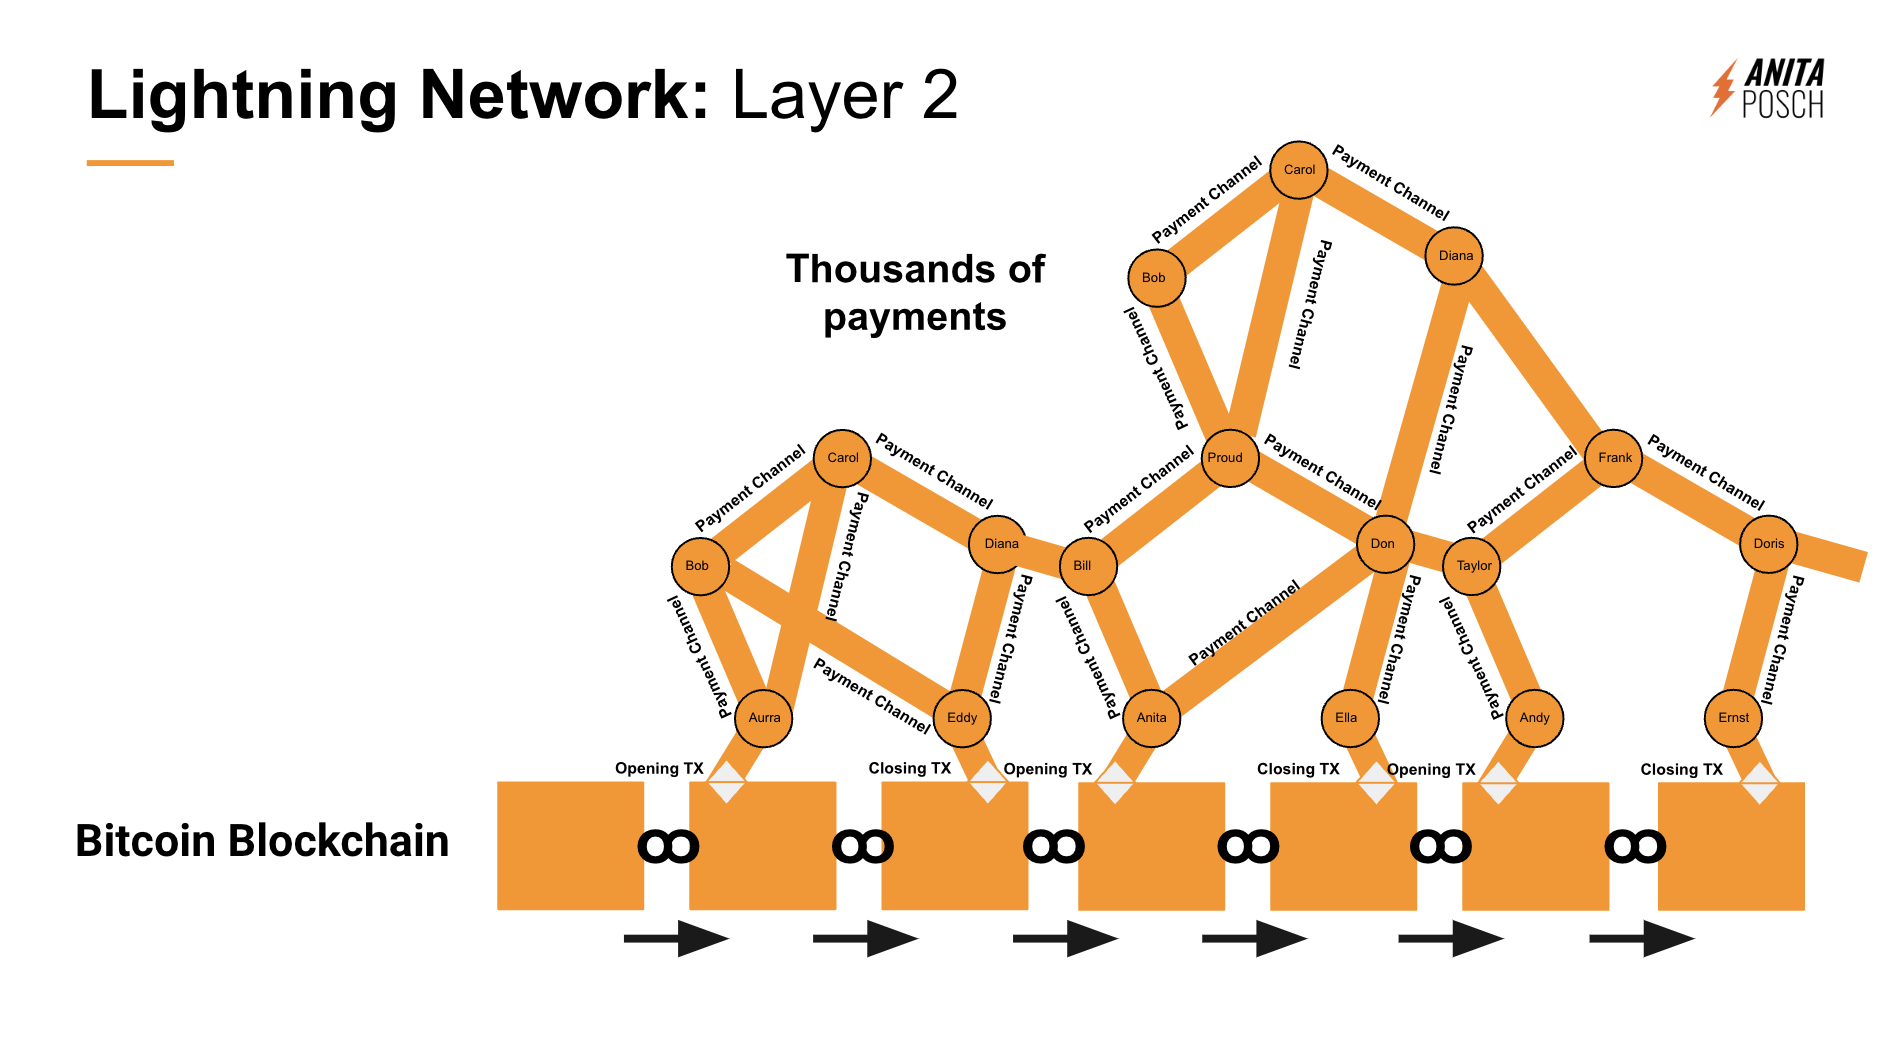 Lightning Network: Layer 2
ANITA
POSCH
Thousands of
payments
Carol
Payment Channel
Payment Channel
Bob
Diana
Payment Channel
Payment Channel
Payment Channel
Carol
Payment Channel
Payment Channel
Proud
Payment Channel
Payment Channel
Frank
Payment Channel
Payment Channel
Bob
Diana
Bill
Don
Taylor
Doris
Payment Channel
Payment Channel
Payment Channel
Payment Channel
Payment Channel
Payment Channel
Payment Channel
Payment Channel
Payment Channel
Aurra
Eddy
Anita
Ella
Andy
Ernst
Opening TX
Closing TX
Opening TX
Closing TX
Opening TX
Closing TX
Bitcoin Blockchain